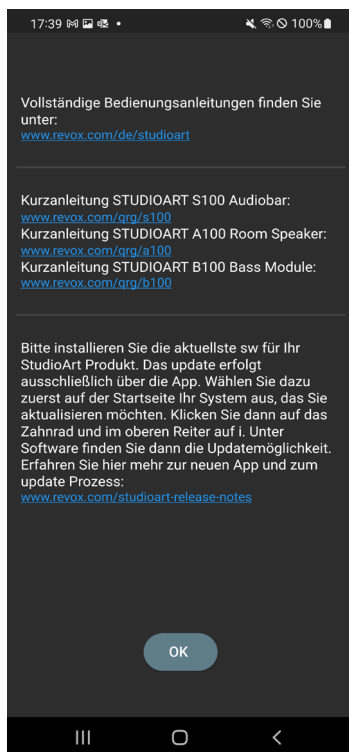 17:39
100%
Vollständige Bedienungsanleitungen finden Sie
unter:
www.revox.com/de/studioart
Kurzanleitung STUDIOART S100 Audiobar:
www.revox.com/qrg/s100
Kurzanleitung STUDIOART A100 Room Speaker:
www.revox.com/qrg/a100
Kurzanleitung STUDIOART B100 Bass Module:
www.revox.com/qrg/b100
Bitte installieren Sie die aktuellste sw für Ihr
StudioArt Produkt. Das update erfolgt
ausschließlich über die App. Wählen Sie dazu
zuerst auf der Startseite Ihr System aus, das Sie
aktualisieren möchten. Klicken Sie dann auf das
Zahnrad und im oberen Reiter auf i. Unter
Software finden Sie dann die Updatemöglichkeit.
Erfahren Sie hier mehr zur neuen App und zum
update Prozess:
www.revox.com/studioart-release-notes
OK